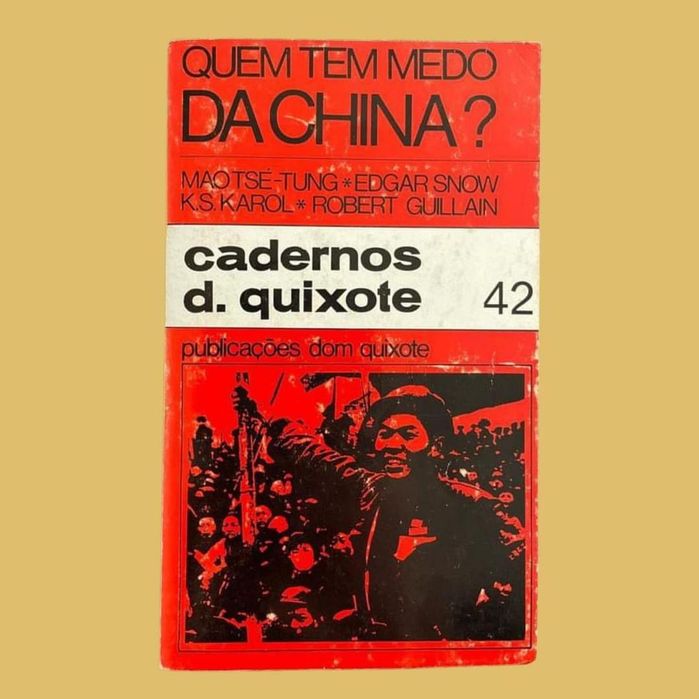 QUEM TEM MEDO
DA CHINA?
MAO TSÉ-TUNG * EDGAR SNOW
K.S. KAROL * ROBERT GUILLAIN
cadernos
d. quixote 42
publicações dom quixote